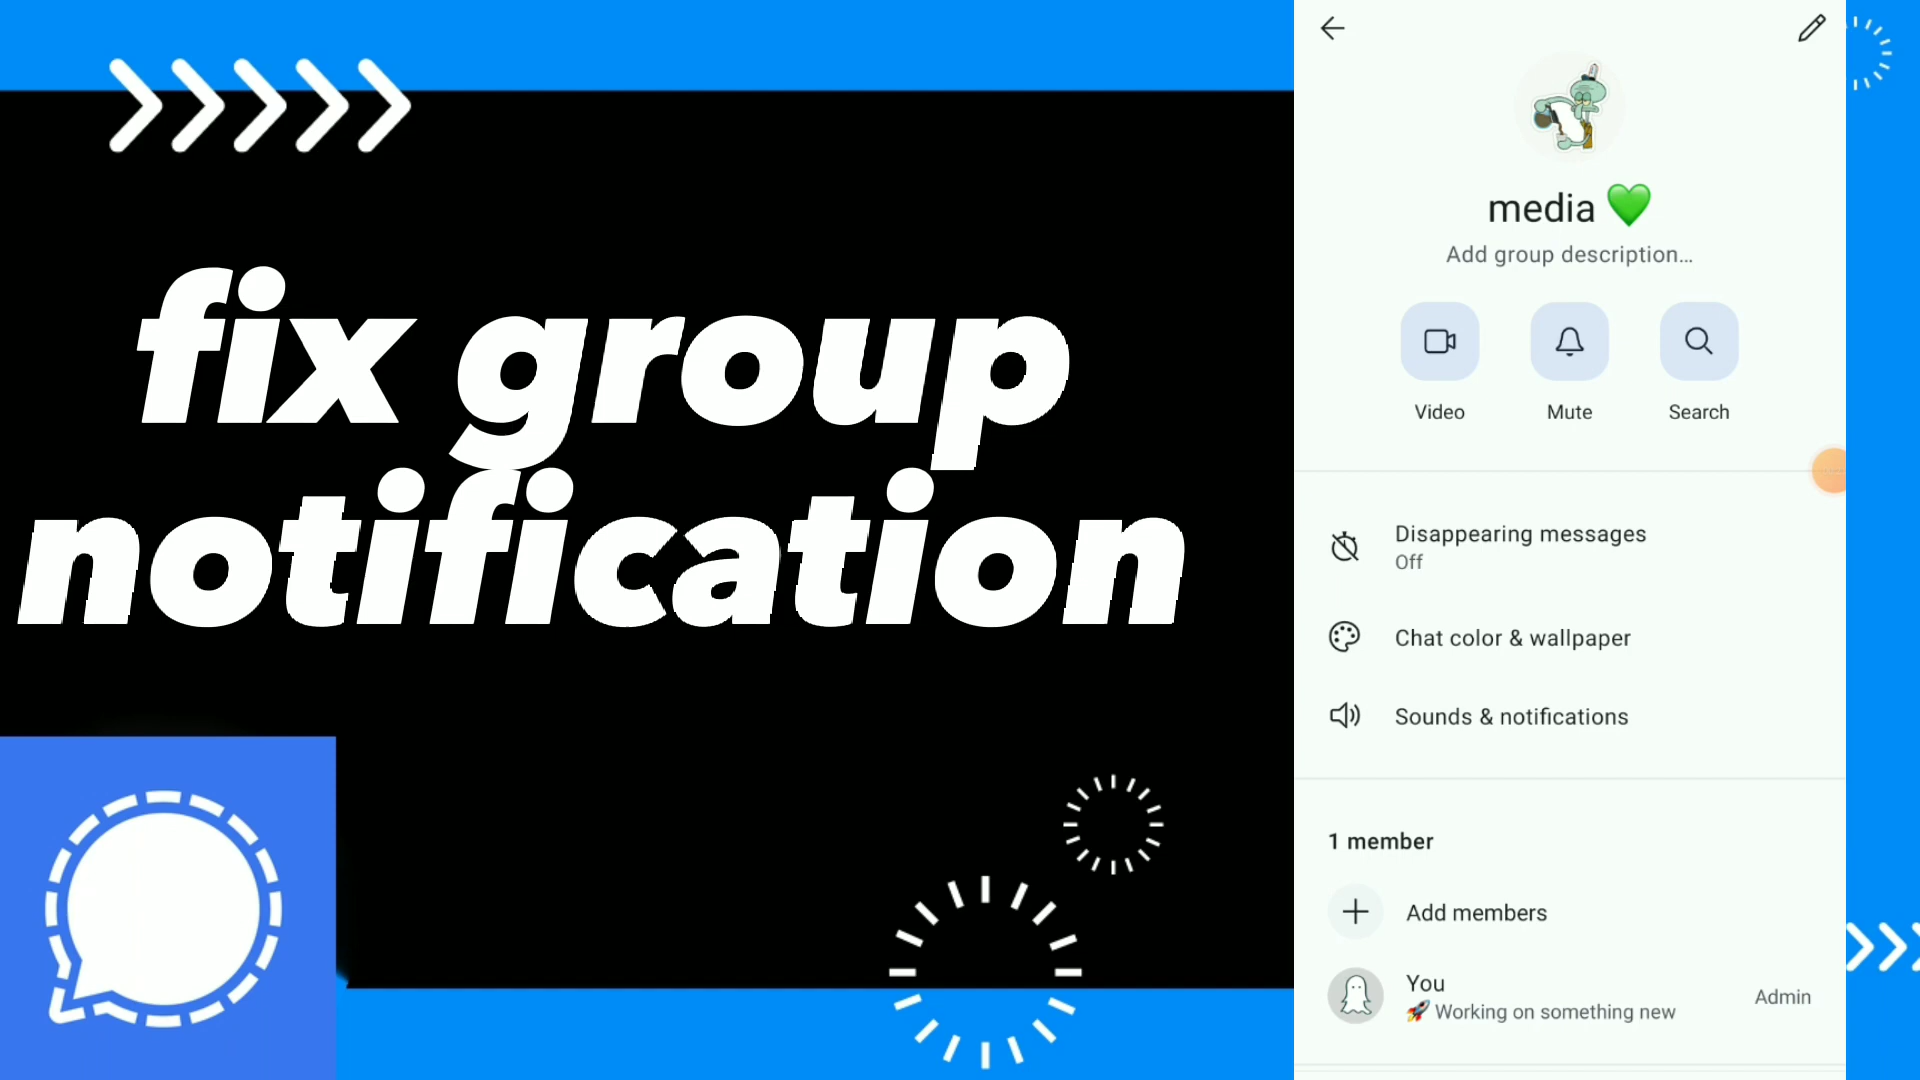 fix group
notification
media 💚
Add group description...
Video
Mute
Search
Disappearing messages
Off
Chat color & wallpaper
Sounds & notifications
1 member
Add members
You
🚀 Working on something new
Admin